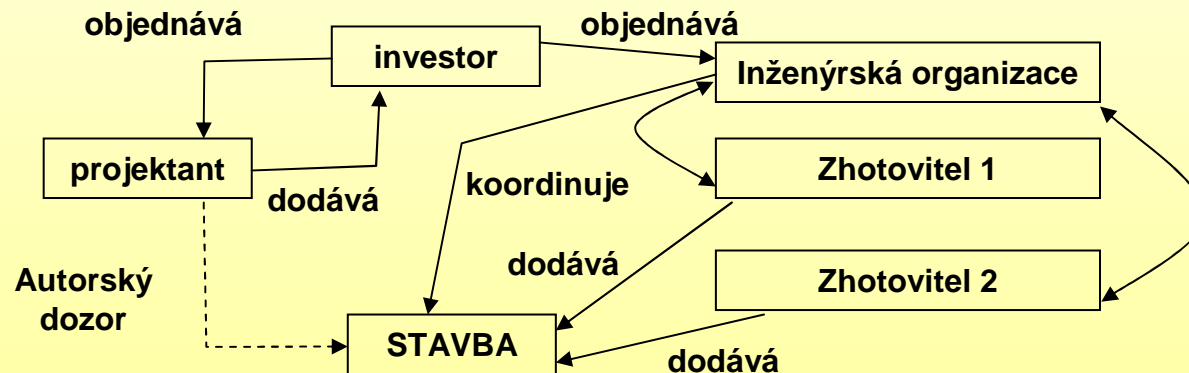 objednává
objednává
investor
Inženýrská organizace
projektant
Zhotovitel 1
koordinuje
dodává
dodává
Zhotovitel 2
Autorský
dozor
STAVBA
dodává